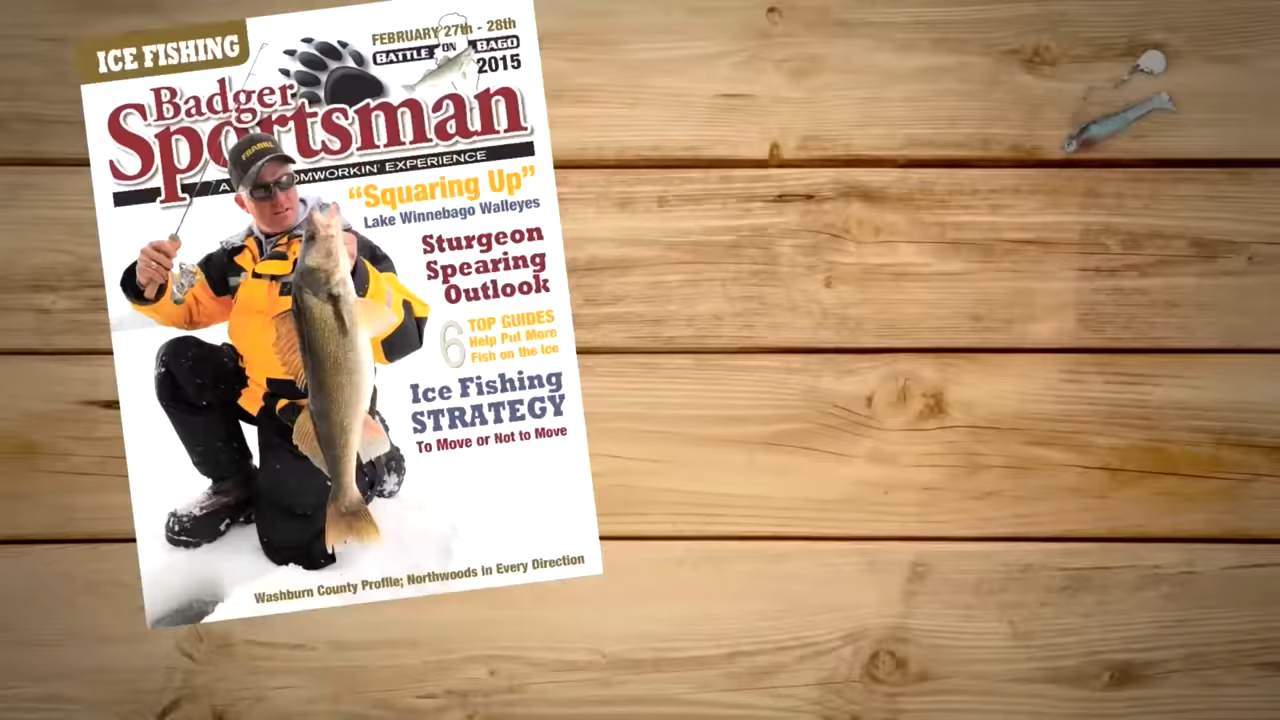 ICE FISHING
FEBRUARY 27th - 28th
BATTLE ON BAGO
2015
Badger
Sportsman
A
OMWORKIN' EXPERIENCE
FRABILL
"Squaring Up"
Lake Winnebago Walleyes
Sturgeon
Spearing
Outlook
6 TOP GUIDES
Help Put More
Fish on the Ice
Ice Fishing
STRATEGY
To Move or Not to Move
Washburn County Profile; Northwoods in Every Direction